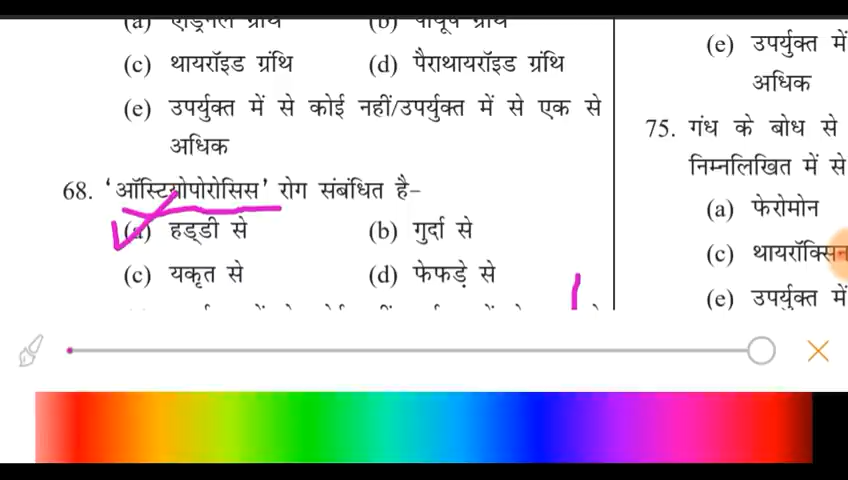 (c) थायरॉइड ग्रंथि (d) पैराथायरॉइड ग्रंथि
(e) उपर्युक्त में से कोई नहीं/उपर्युक्त में से एक से
अधिक
68. 'ऑस्टियोपोरोसिस' रोग संबंधित है–
(a) हड्डी से (b) गुर्दा से
(c) यकृत से (d) फेफड़े से
(e) उपर्युक्त में
अधिक
75. गंध के बोध से
निम्नलिखित में से
(a) फेरोमोन
(c) थायरॉक्सिन
(e) उपर्युक्त में